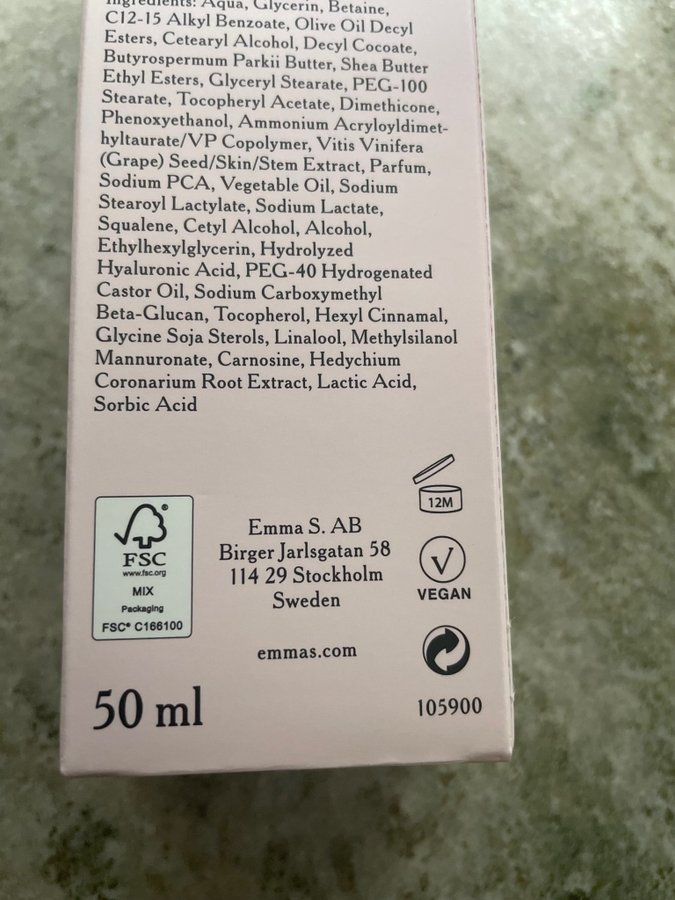 Ingredients: Aqua, Glycerin, Betaine,
C12-15 Alkyl Benzoate, Olive Oil Decyl
Esters, Cetearyl Alcohol, Decyl Cocoate,
Butyrospermum Parkii Butter, Shea Butter
Ethyl Esters, Glyceryl Stearate, PEG-100
Stearate, Tocopheryl Acetate, Dimethicone,
Phenoxyethanol, Ammonium Acryloyldimet-
hyltaurate/VP Copolymer, Vitis Vinifera
(Grape) Seed/Skin/Stem Extract, Parfum,
Sodium PCA, Vegetable Oil, Sodium
Stearoyl Lactylate, Sodium Lactate,
Squalene, Cetyl Alcohol, Alcohol,
Ethylhexylglycerin, Hydrolyzed
Hyaluronic Acid, PEG-40 Hydrogenated
Castor Oil, Sodium Carboxymethyl
Beta-Glucan, Tocopherol, Hexyl Cinnamal,
Glycine Soja Sterols, Linalool, Methylsilanol
Mannuronate, Carnosine, Hedychium
Coronarium Root Extract, Lactic Acid,
Sorbic Acid
12M
FSC
www.fsc.org
MIX
Packaging
FSC® C166100
Emma S. AB
Birger Jarlsgatan 58
114 29 Stockholm
Sweden
emmas.com
VEGAN
50 ml
105900